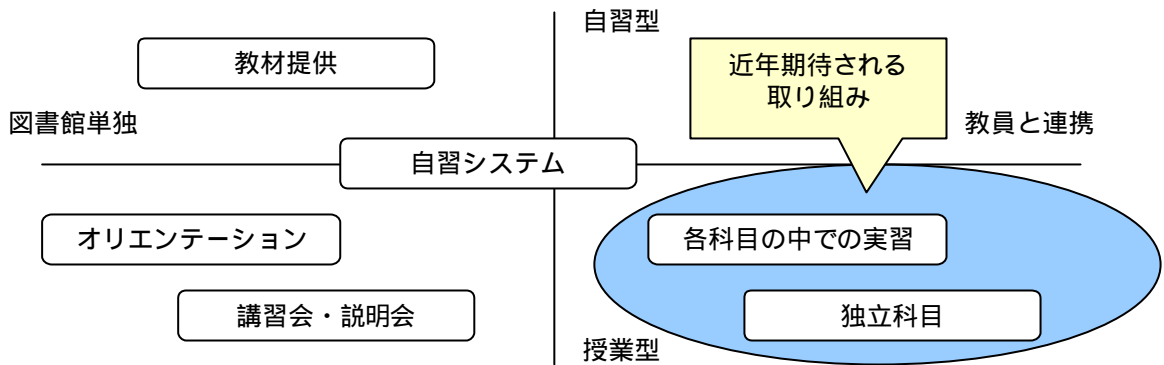 自習型
教材提供
近年期待される
取り組み
図書館単独
教員と連携
自習システム
オリエンテーション
各科目の中での実習
講習会・説明会
独立科目
授業型